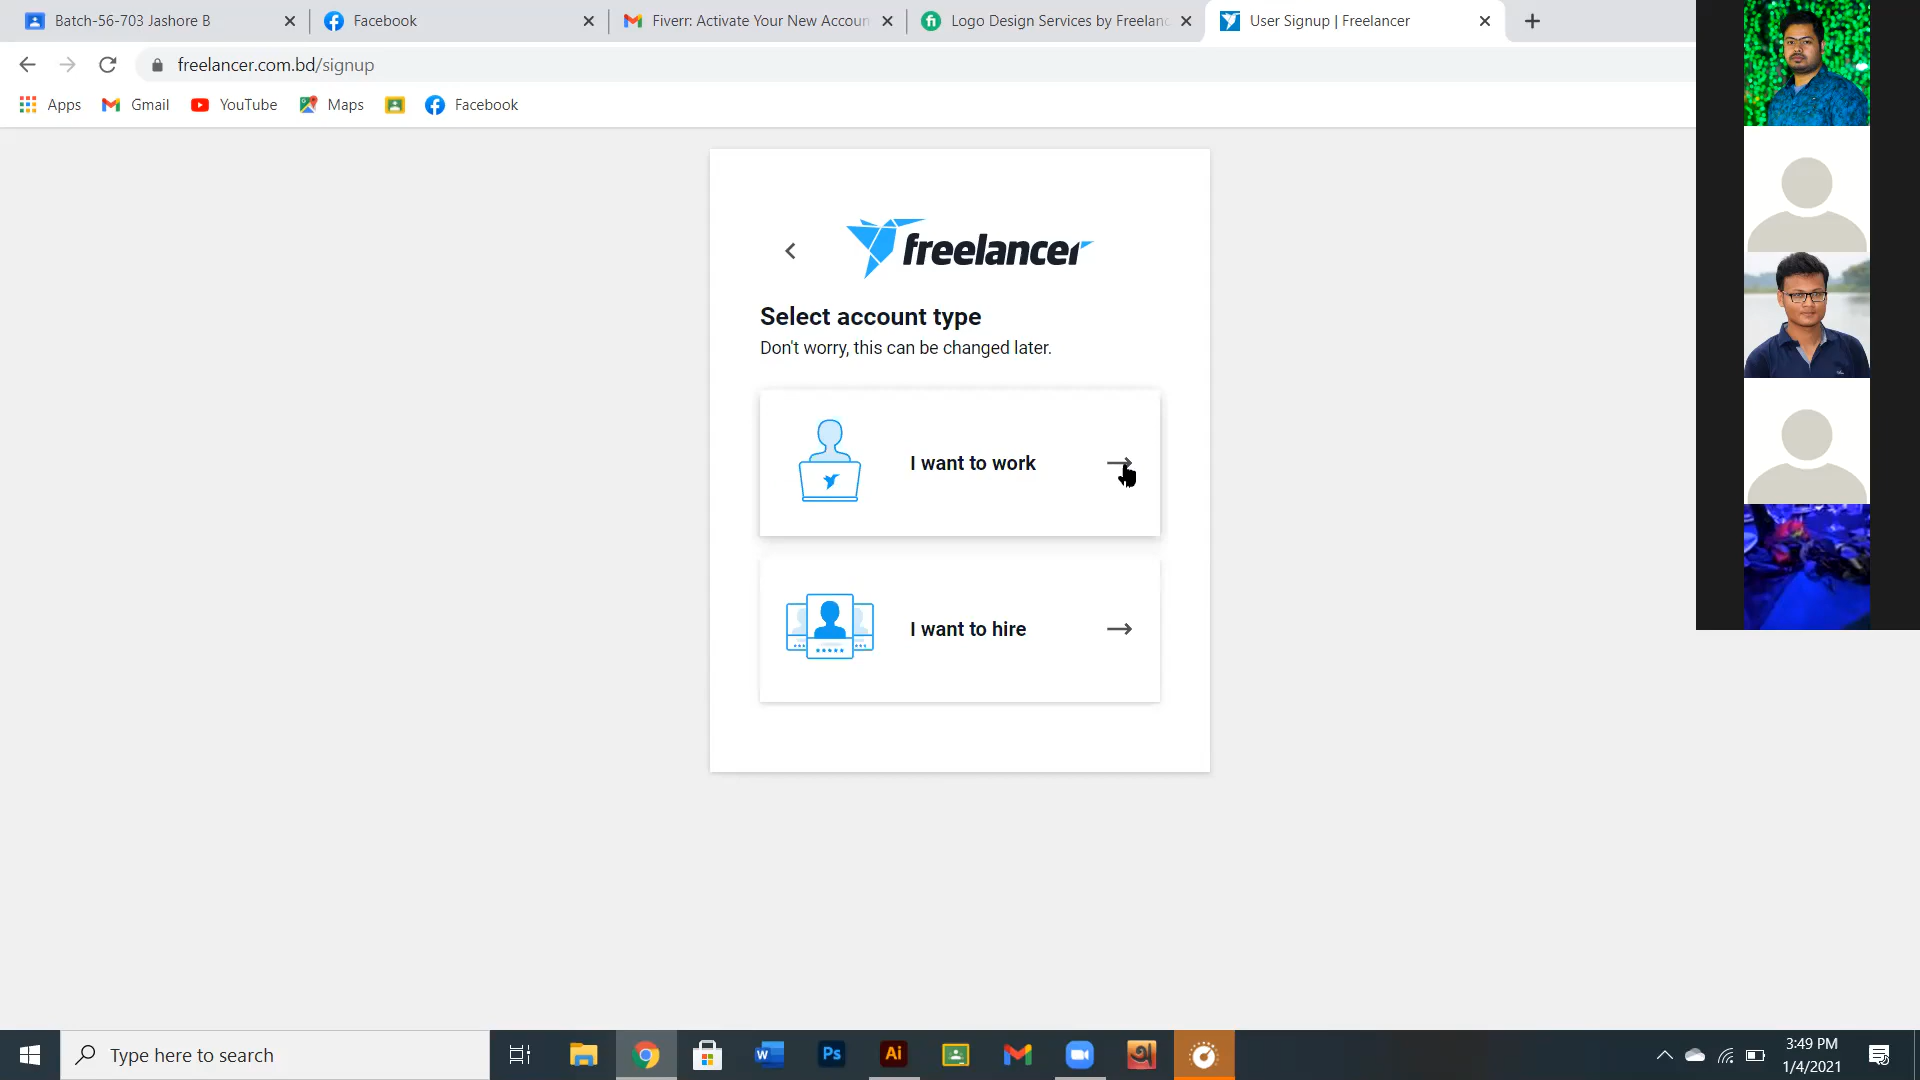 Batch-56-703 Jashore B
Facebook
Fiverr: Activate Your New Accoun
Logo Design Services by Freelanc
User Signup | Freelancer
freelancer.com.bd/signup
Apps
Gmail
YouTube
Maps
Facebook
freelancer
Select account type
Don't worry, this can be changed later.
I want to work
I want to hire
Type here to search
W
Ps
Ai
অ
3:49 PM
1/4/2021